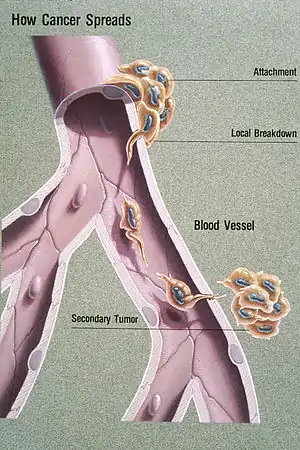 How Cancer Spreads
Attachment
Local Breakdown
Blood Vessel
Secondary Tumor